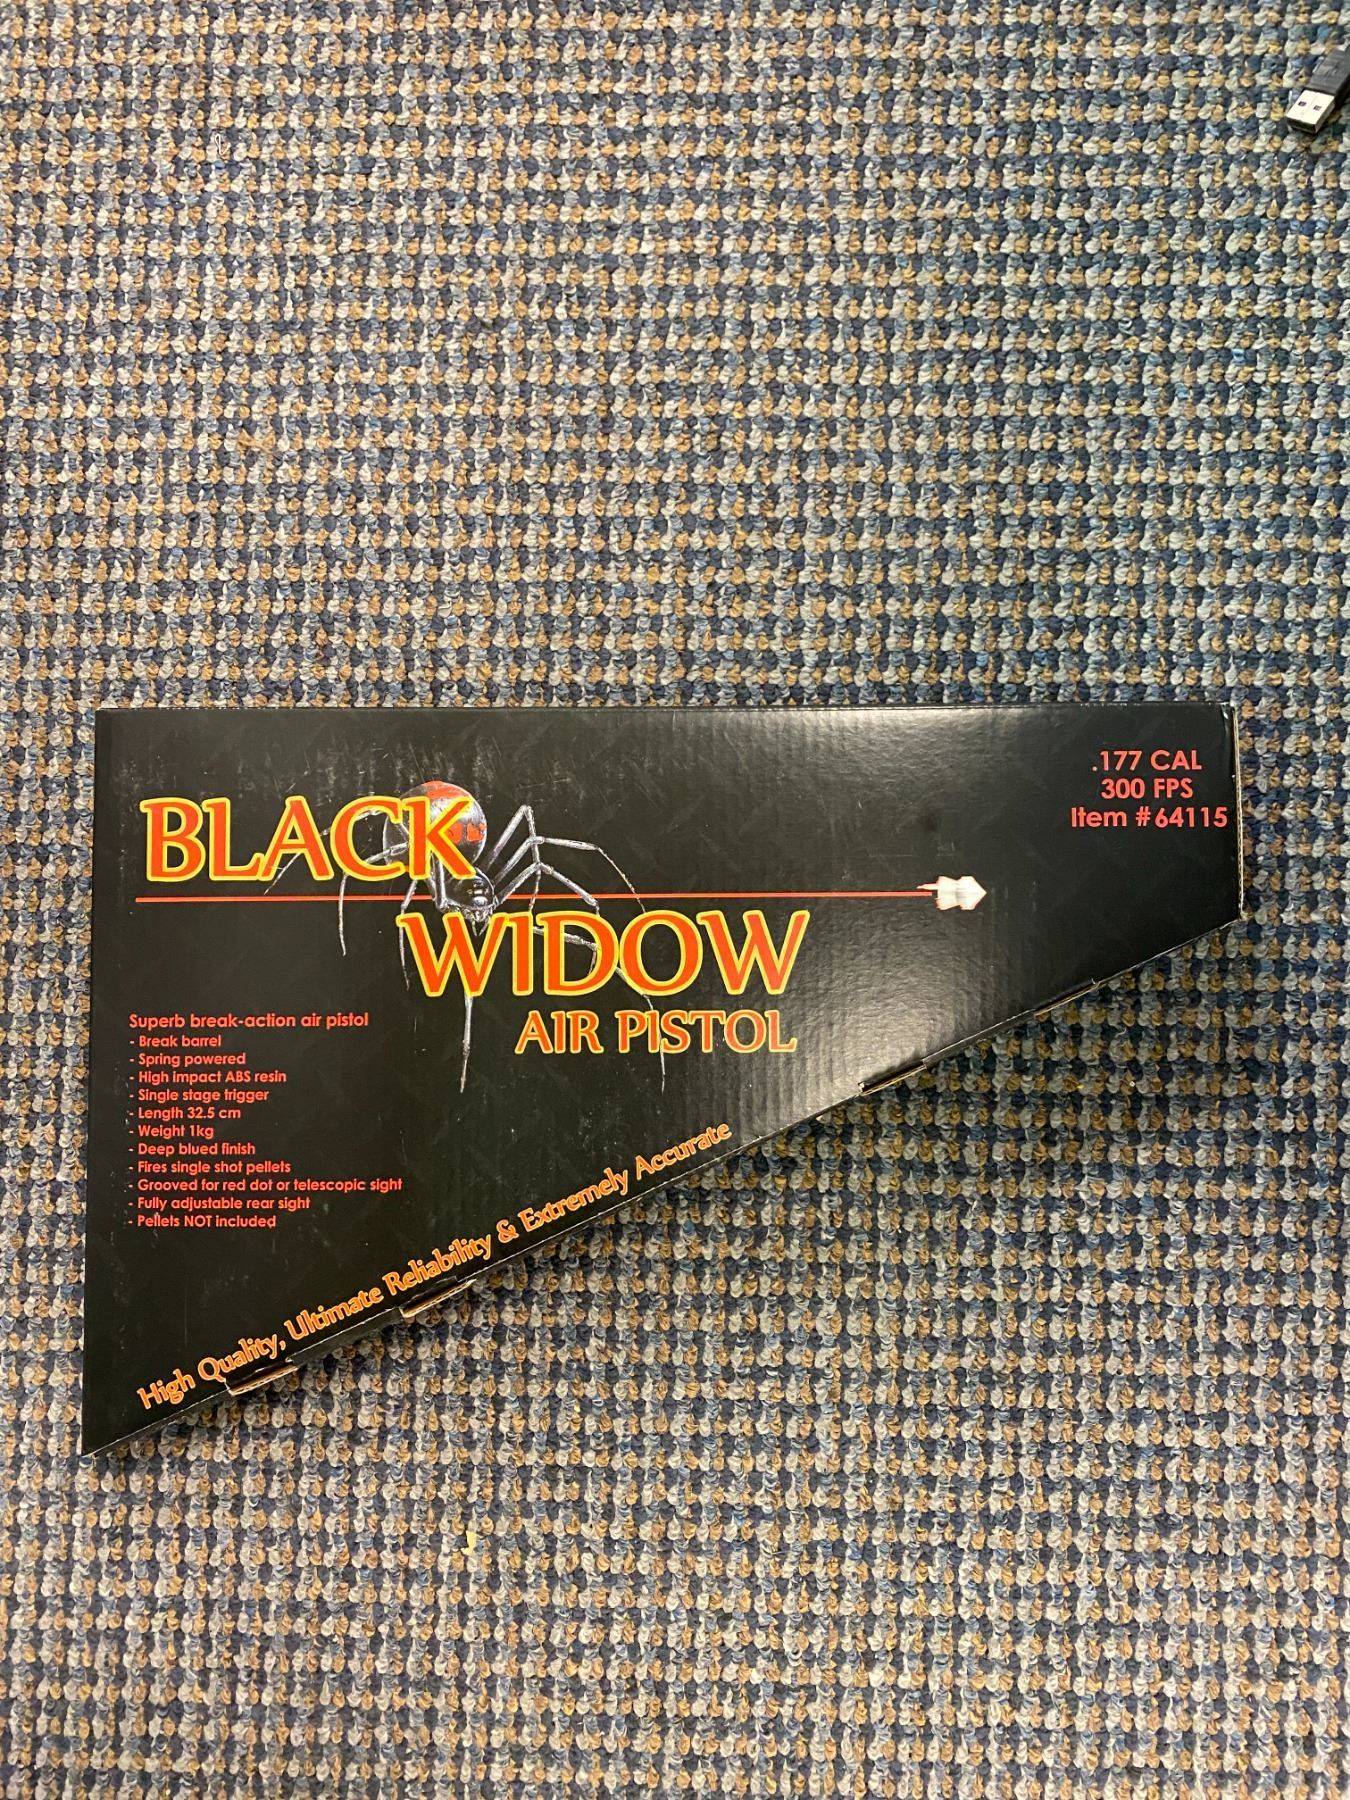 .177 CAL
300 FPS
Item #64115
BLACK
WIDOW
AIR PISTOL
Superb break-action air pistol
- Break barrel
- Spring powered
- High impact ABS resin
- Single stage trigger
- Length 32.5 cm
- Weight 1kg
- Deep blued finish
- Fires single shot pellets
- Grooved for red dot or telescopic sight
- Fully adjustable rear sight
- Pellets NOT included
High Quality, Ultimate Reliability & Extremely Accurate